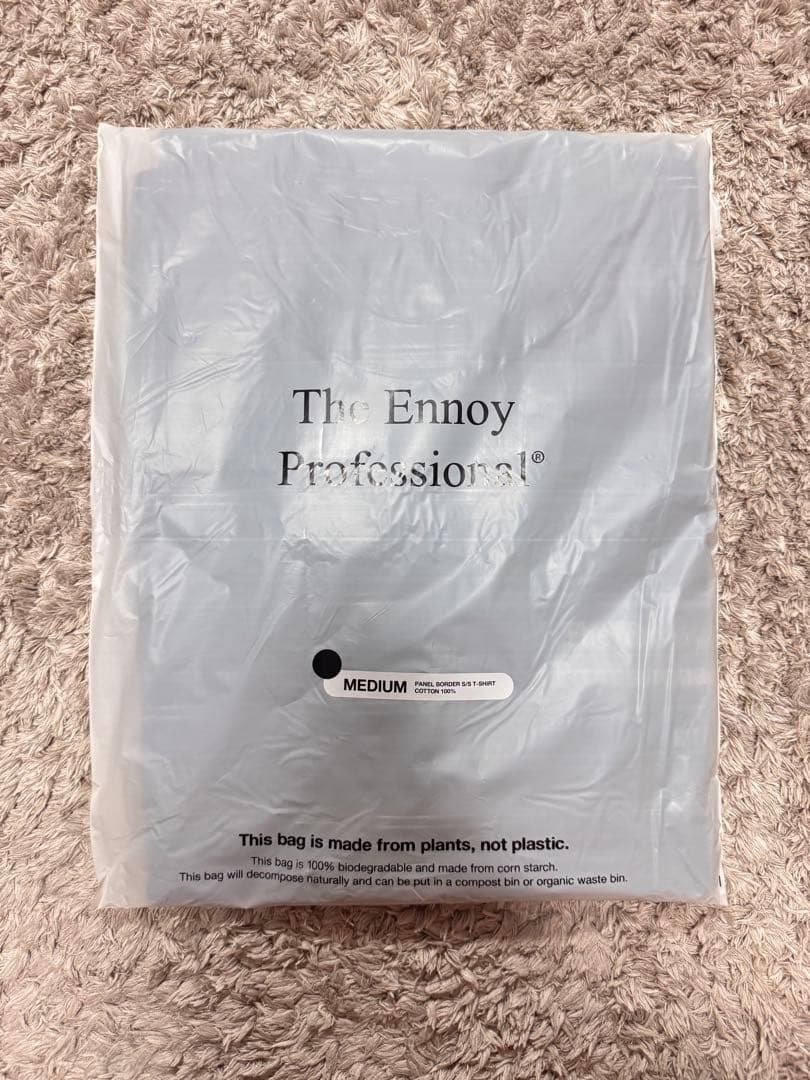 The Ennoy
Professional®
MEDIUM
PANEL BORDER S/S T-SHIRT
COTTON 100%
This bag is made from plants, not plastic.
This bag is 100% biodegradable and made from corn starch.
This bag will decompose naturally and can be put in a compost bin or organic waste bin.